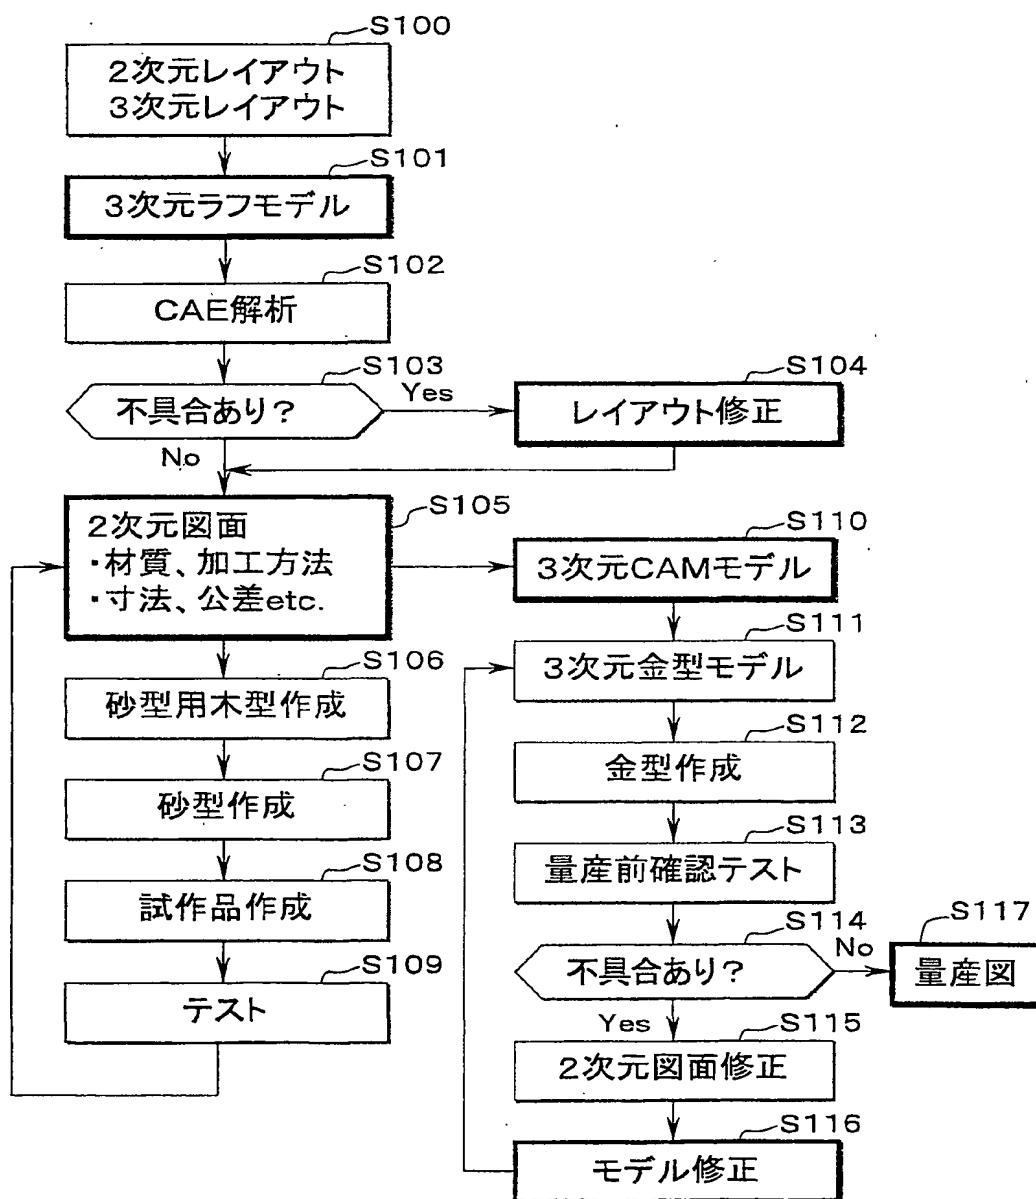 S100
2次元レイアウト
3次元レイアウト
S101
3次元ラフモデル
S102
CAE解析
S103
不具合あり?
Yes
No
S104
レイアウト修正
S105
2次元図面
・材質、加工方法
・寸法、公差etc.
S106
砂型用木型作成
S107
砂型作成
S108
試作品作成
S109
テスト
S110
3次元CAMモデル
S111
3次元金型モデル
S112
金型作成
S113
量産前確認テスト
S114
不具合あり?
No
Yes
S117
量産図
S115
2次元図面修正
S116
モデル修正